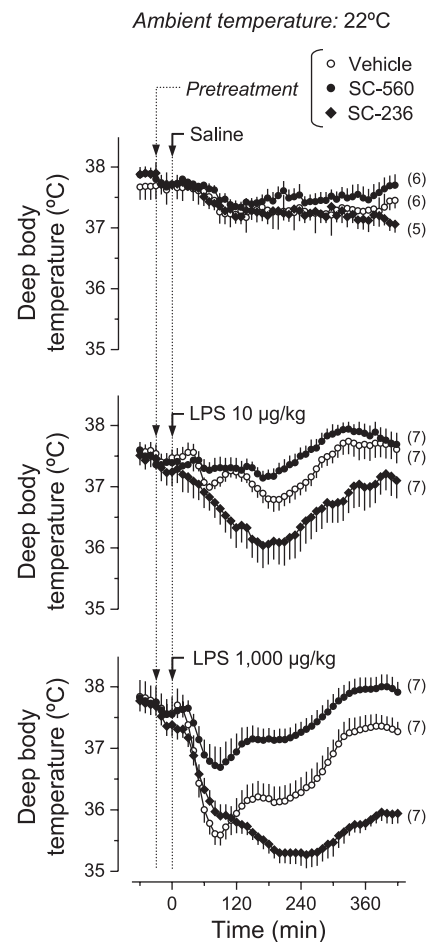 Ambient temperature: 22ºC
Vehicle
Pretreatment
SC-560
SC-236
Saline
38
37
36
35
Deep body
temperature (ºC)
(6)
(6)
(5)
LPS 10 µg/kg
38
37
36
35
Deep body
temperature (ºC)
(7)
(7)
(7)
LPS 1,000 µg/kg
38
37
36
35
Deep body
temperature (ºC)
(7)
(7)
(7)
0 120 240 360
Time (min)